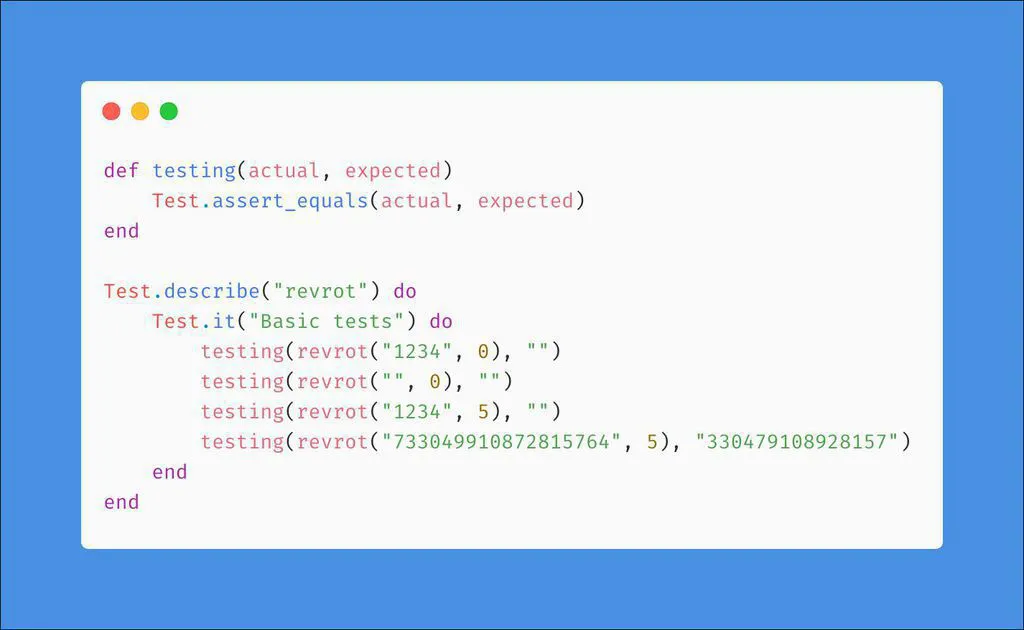 def testing(actual, expected)
    Test.assert_equals(actual, expected)
end

Test.describe("revrot") do
    Test.it("Basic tests") do
        testing(revrot("1234", 0), "")
        testing(revrot("", 0), "")
        testing(revrot("1234", 5), "")
        testing(revrot("733049910872815764", 5), "330479108928157")
    end
end